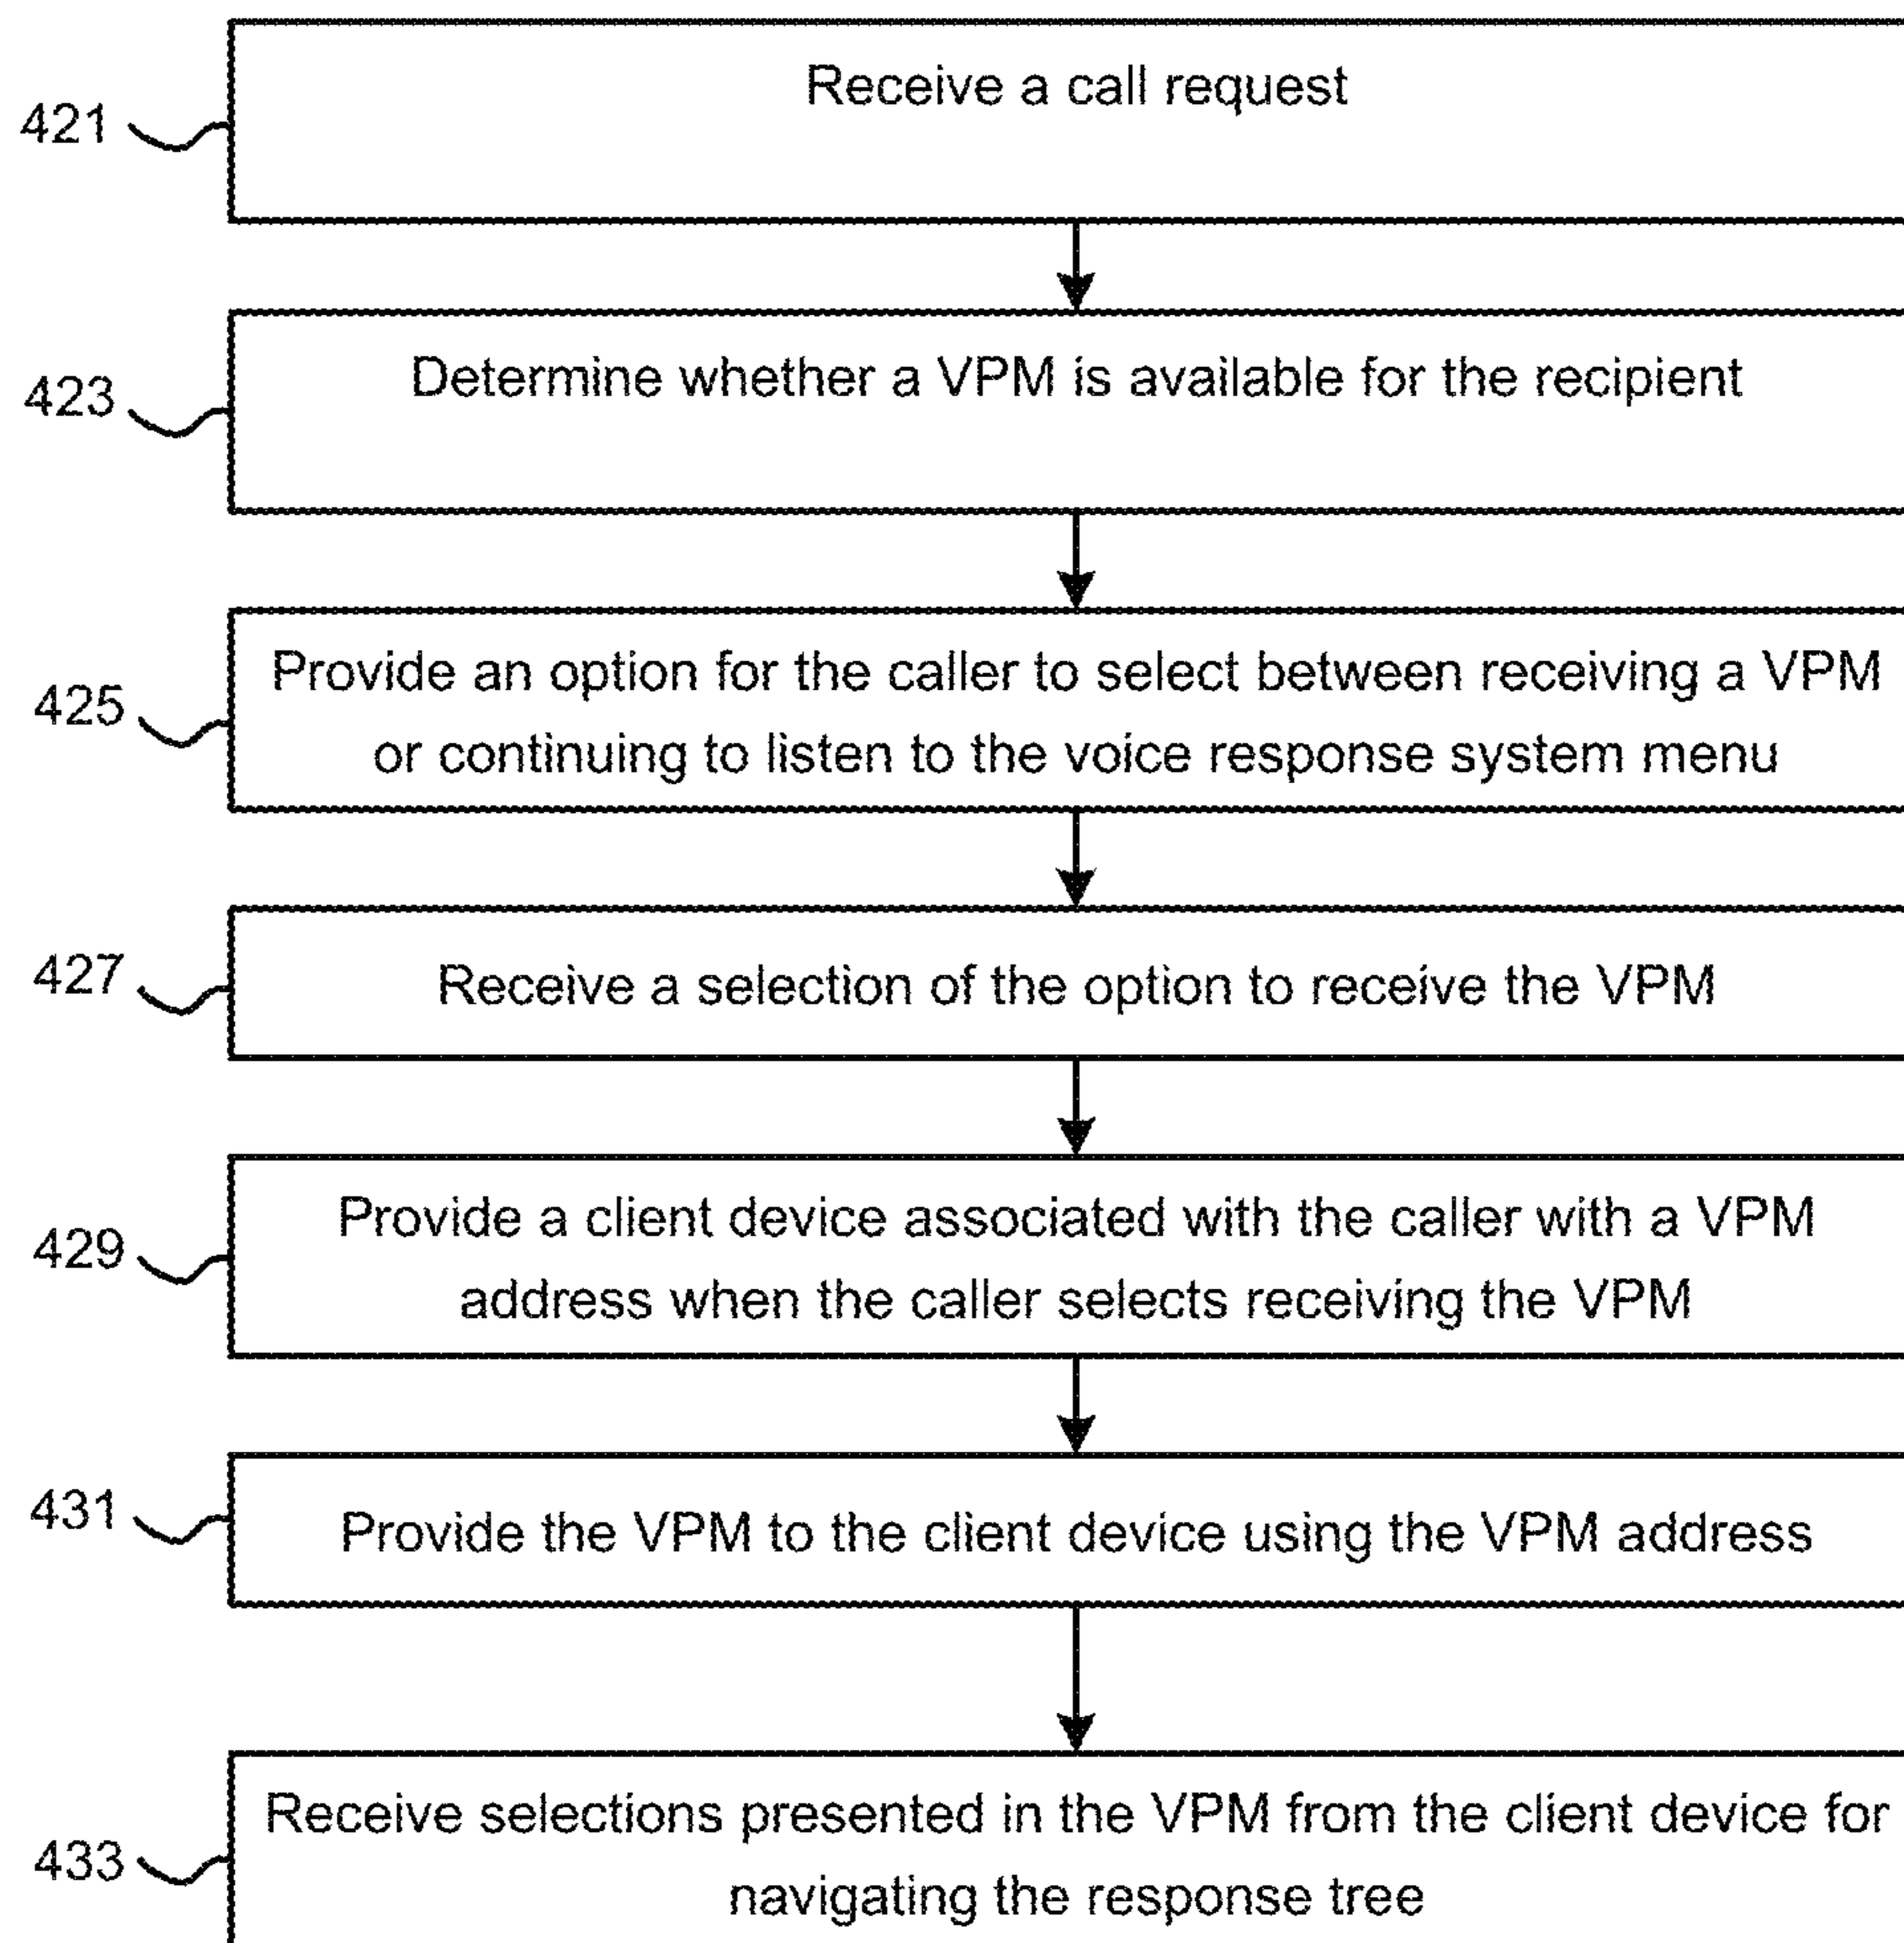 Receive a call request
421
Determine whether a VPM is available for the recipient
423
Provide an option for the caller to select between receiving a VPM
or continuing to listen to the voice response system menu
425
Receive a selection of the option to receive the VPM
427
Provide a client device associated with the caller with a VPM
address when the caller selects receiving the VPM
429
Provide the VPM to the client device using the VPM address
431
Receive selections presented in the VPM from the client device for
navigating the response tree
433